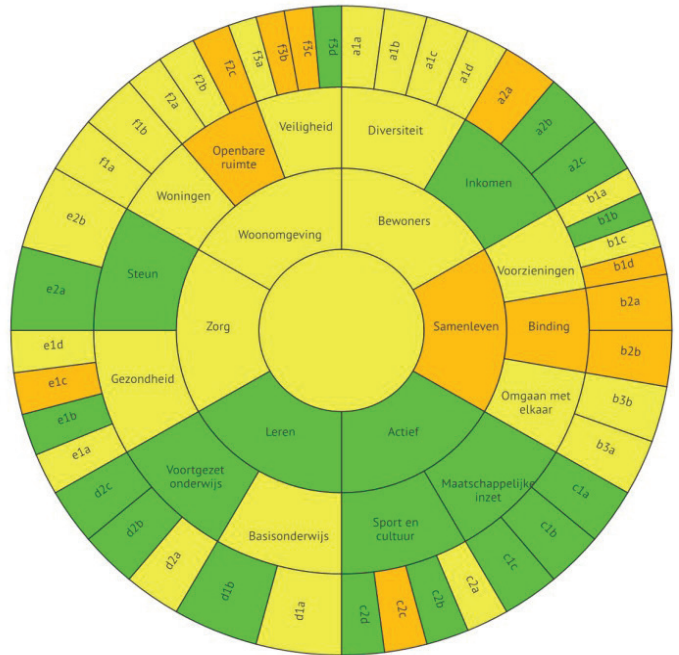 a1a
a1b
a1c
a1d
a2a
a2b
a2c
b1a
b1b
b1c
b1d
b2a
b2b
b3b
b3a
c1a
c1b
c1c
c2a
c2b
c2c
c2d
d1a
d1b
d2a
d2b
d2c
e1a
e1b
e1c
e1d
e2a
e2b
f1a
f1b
f2a
f2b
f2c
f3a
f3b
f3c
f3d
Diversiteit
Inkomen
Voorzieningen
Binding
Omgaan met
elkaar
Maatschappelijke
inzet
Sport en
cultuur
Basisonderwijs
Voortgezet
onderwijs
Gezondheid
Steun
Woningen
Openbare
ruimte
Veiligheid
Bewoners
Samenleven
Actief
Leren
Zorg
Woonomgeving